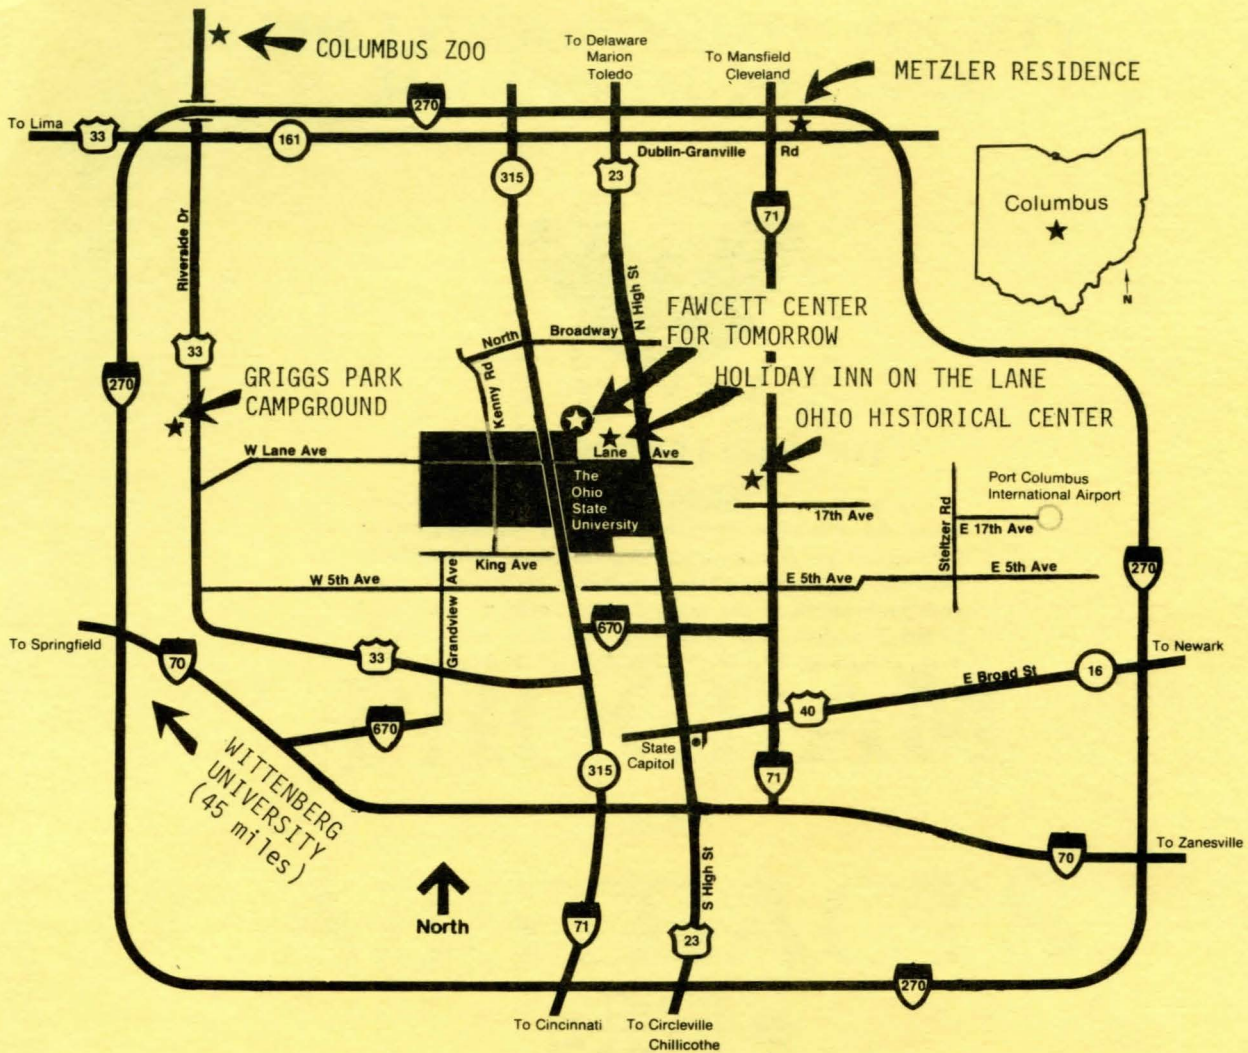 COLUMBUS ZOO
To Delaware
Marion
Toledo
To Mansfield
Cleveland
METZLER RESIDENCE
To Lima
33
161
270
315
23
Dublin-Granville Rd
71
Columbus
N
Riverside Dr
N High St
FAWCETT CENTER
FOR TOMORROW
North Broadway
33
270
Kenny Rd
GRIGGS PARK
CAMPGROUND
HOLIDAY INN ON THE LANE
OHIO HISTORICAL CENTER
W Lane Ave
Lane Ave
The
Ohio
State
University
Port Columbus
International Airport
17th Ave
Steltzer Rd
E 17th Ave
King Ave
Grandview Ave
W 5th Ave
E 5th Ave
E 5th Ave
270
670
To Springfield
70
33
To Newark
16
E Broad St
40
670
State
Capitol
WITTENBERG
UNIVERSITY
(45 miles)
315
71
To Zanesville
70
S High St
North
71
23
270
To Cincinnati
To Circleville
Chillicothe